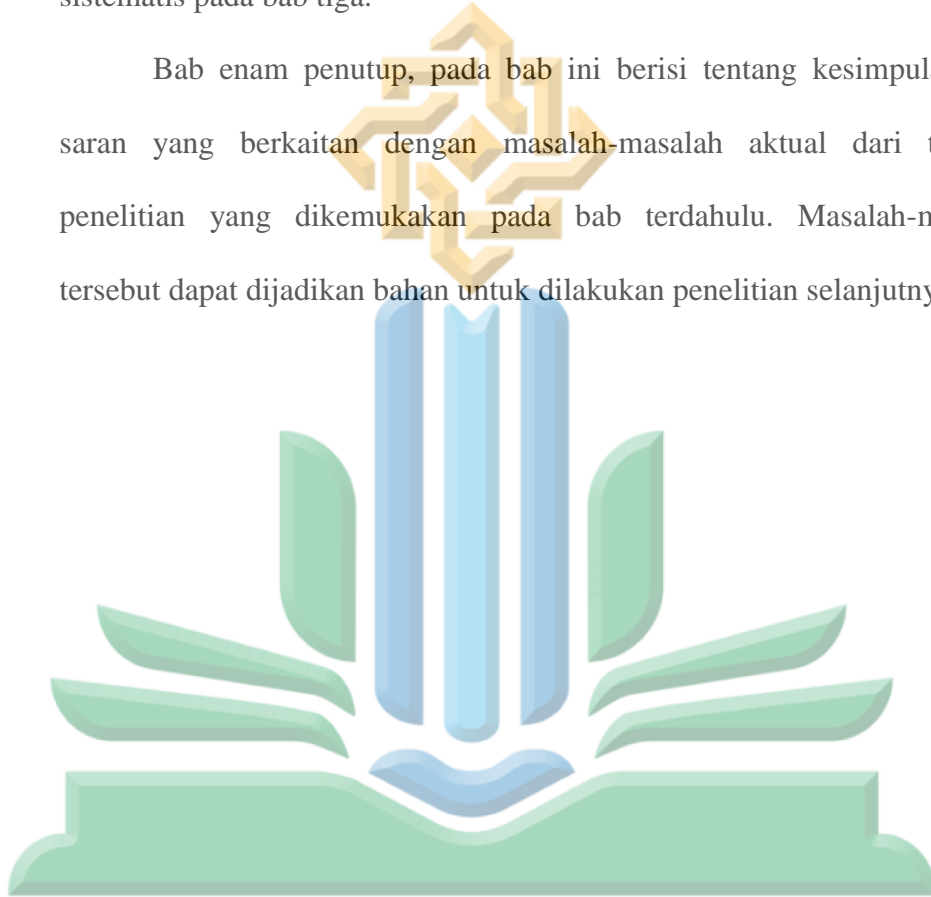 sistematis pada bab tiga.
Bab enam penutup, pada bab ini berisi tentang kesimpul
saran yang berkaitan dengan masalah-masalah aktual dari t
penelitian yang dikemukakan pada bab terdahulu. Masalah-m
tersebut dapat dijadikan bahan untuk dilakukan penelitian selanjutny